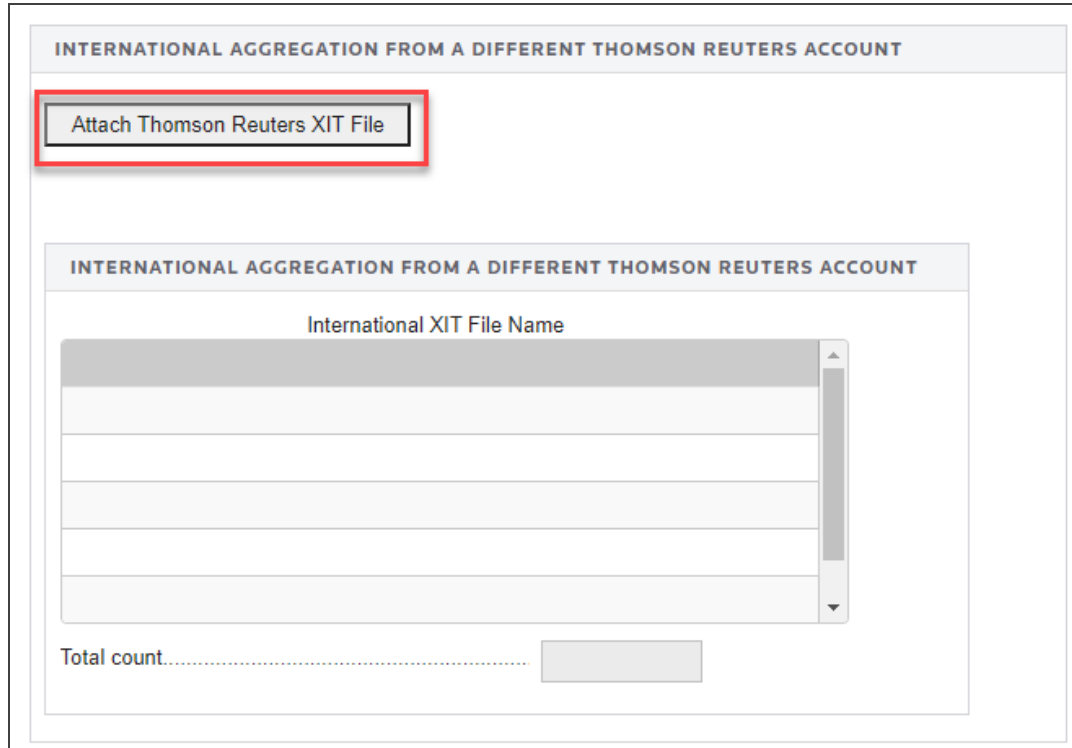 INTERNATIONAL AGGREGATION FROM A DIFFERENT THOMSON REUTERS ACCOUNT
Attach Thomson Reuters XIT File
INTERNATIONAL AGGREGATION FROM A DIFFERENT THOMSON REUTERS ACCOUNT
International XIT File Name
Total count